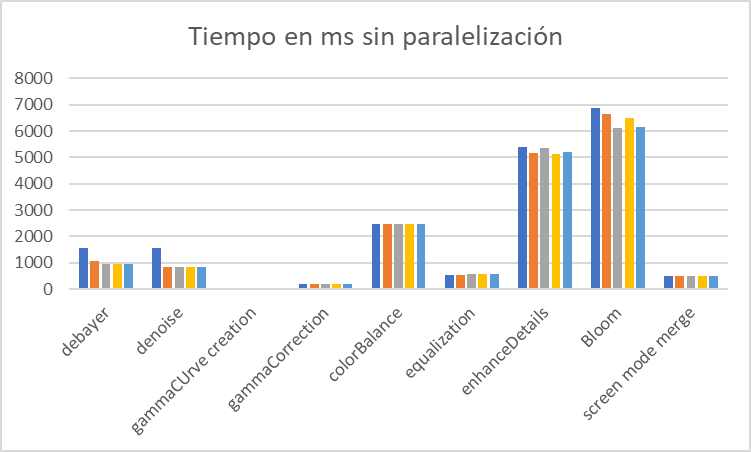 Tiempo en ms sin paralelización
8000
7000
6000
5000
4000
3000
2000
1000
0
debayer
denoise
gammaCUrve creation
gammaCorrection
colorBalance
equalization
enhanceDetails
Bloom
screen mode merge